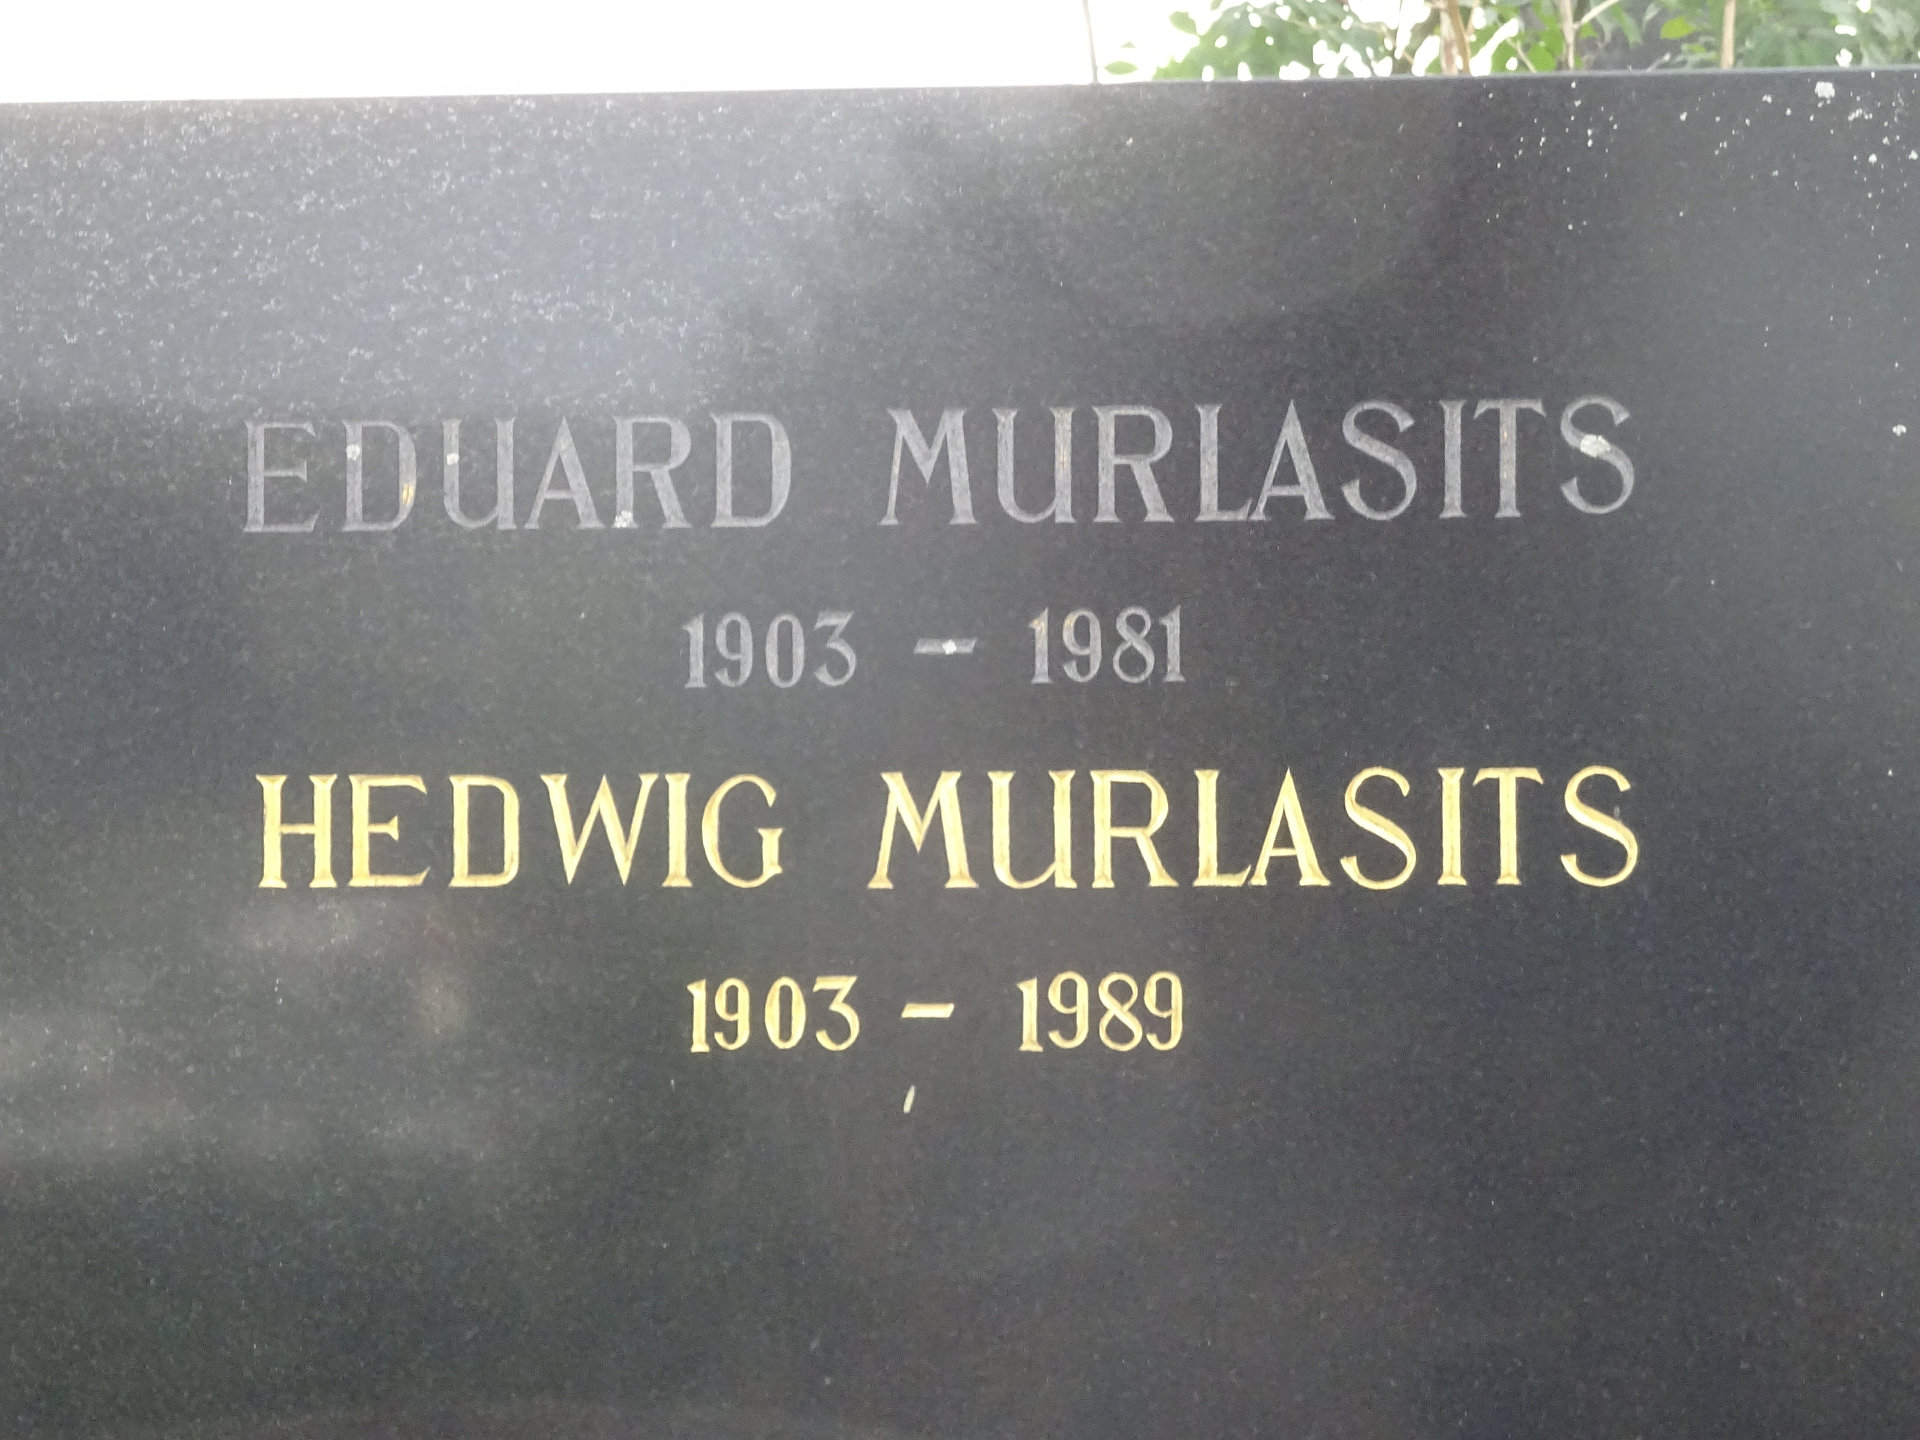 EDUARD MURLASITS
1903 - 1981
HEDWIG MURLASITS
1903 - 1989